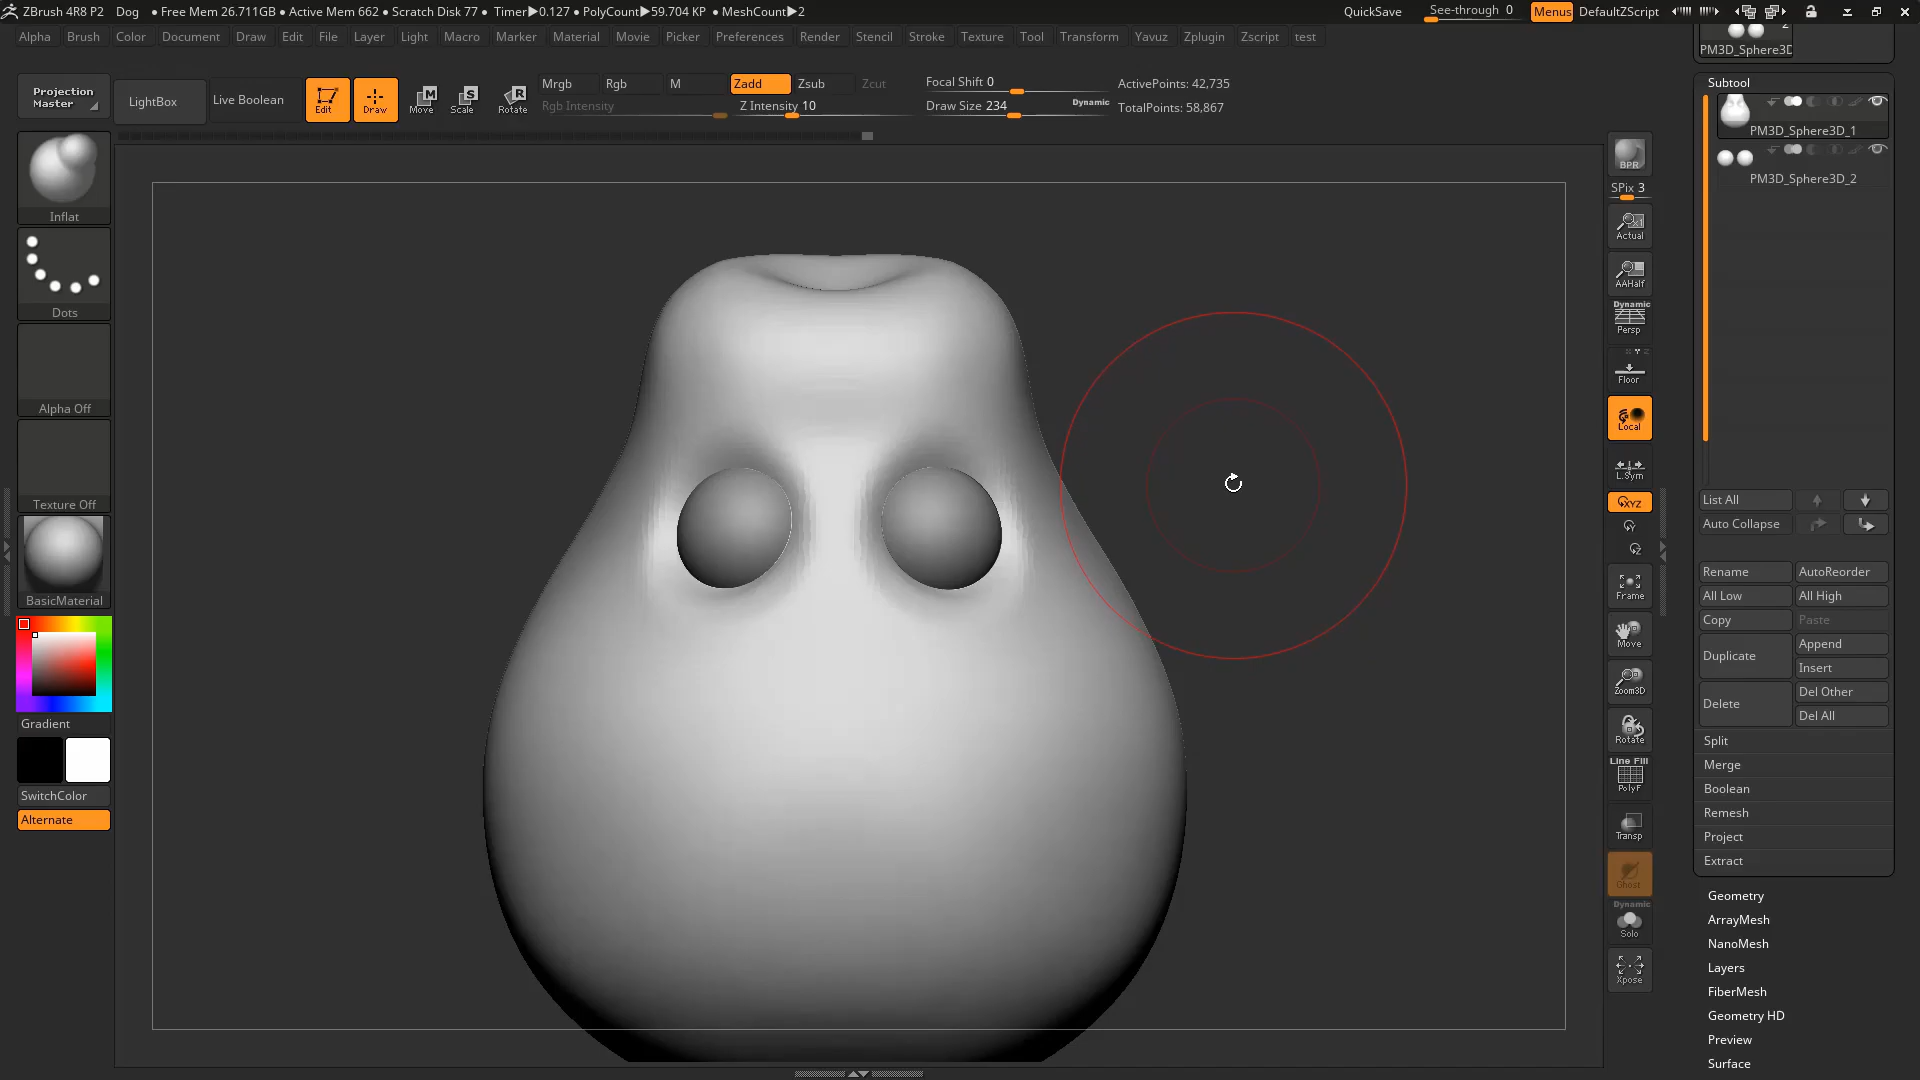 ZBrush 4R8 P2 Dog ● Free Mem 26.711GB ● Active Mem 662 ● Scratch Disk 77 ● Timer▶0.127 ● PolyCount▶59.704 KP ● MeshCount▶2 QuickSave See-through 0 Menus DefaultZScript
Alpha Brush Color Document Draw Edit File Layer Light Macro Marker Material Movie Picker Preferences Render Stencil Stroke Texture Tool Transform Yavuz Zplugin Zscript test
PM3D_Sphere3D
Projection Master
LightBox
Live Boolean
Edit
Draw
Move
Scale
Rotate
Mrgb Rgb M Zadd Zsub Zcut
Rgb Intensity Z Intensity 10
Focal Shift 0
Draw Size 234 Dynamic
ActivePoints: 42,735
TotalPoints: 58,867
Inflat
Dots
Alpha Off
Texture Off
BasicMaterial
Gradient
SwitchColor
Alternate
BPR
SPix 3
Actual
AAHalf
Dynamic
Persp
Floor
Local
L.Sym
XYZ
Y
Z
Frame
Move
Zoom3D
Rotate
Line Fill
PolyF
Transp
Ghost
Dynamic
Solo
Xpose
Subtool
PM3D_Sphere3D_1
PM3D_Sphere3D_2
List All
Auto Collapse
Rename AutoReorder
All Low All High
Copy Paste
Duplicate Append
Insert
Delete Del Other
Del All
Split
Merge
Boolean
Remesh
Project
Extract
Geometry
ArrayMesh
NanoMesh
Layers
FiberMesh
Geometry HD
Preview
Surface